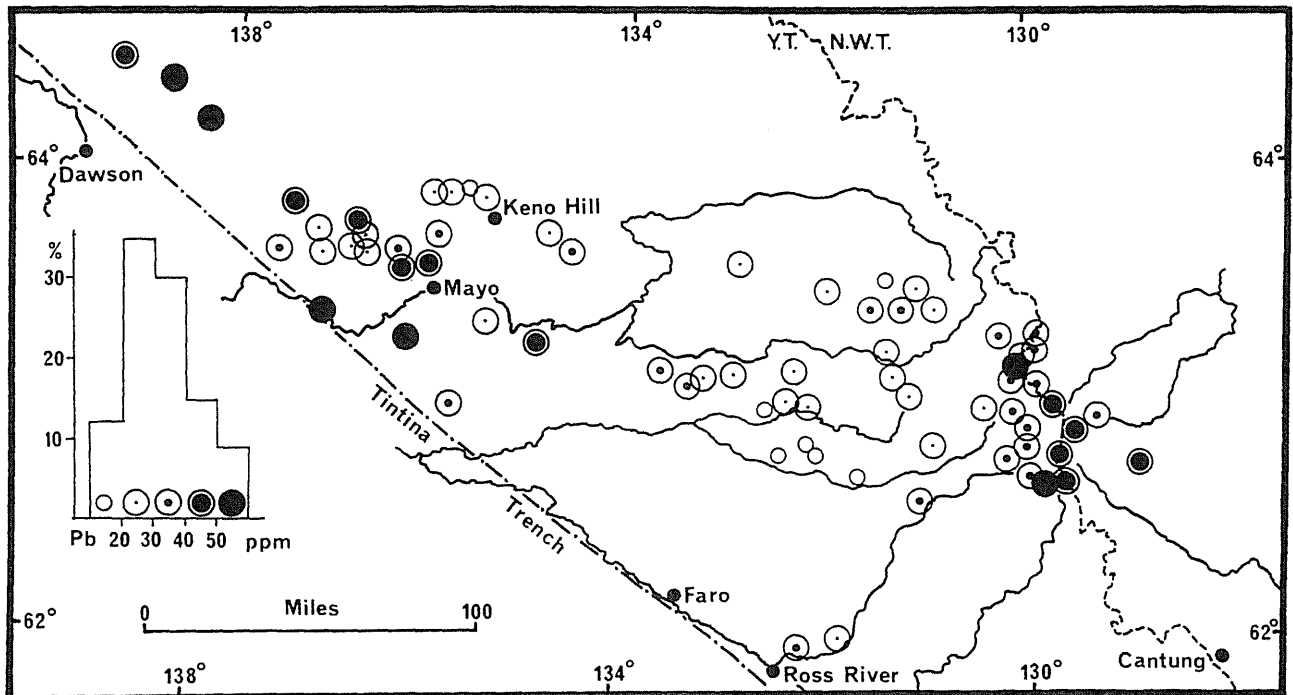 138° 134° 130°
Y.T. N.W.T.
64° 64°
Dawson
Keno Hill
%
30
Mayo
20
Tintina
10
Trench
Pb 20 30 40 50 ppm
Faro
0 Miles 100
62° 62°
Cantung
Ross River
138° 134° 130°